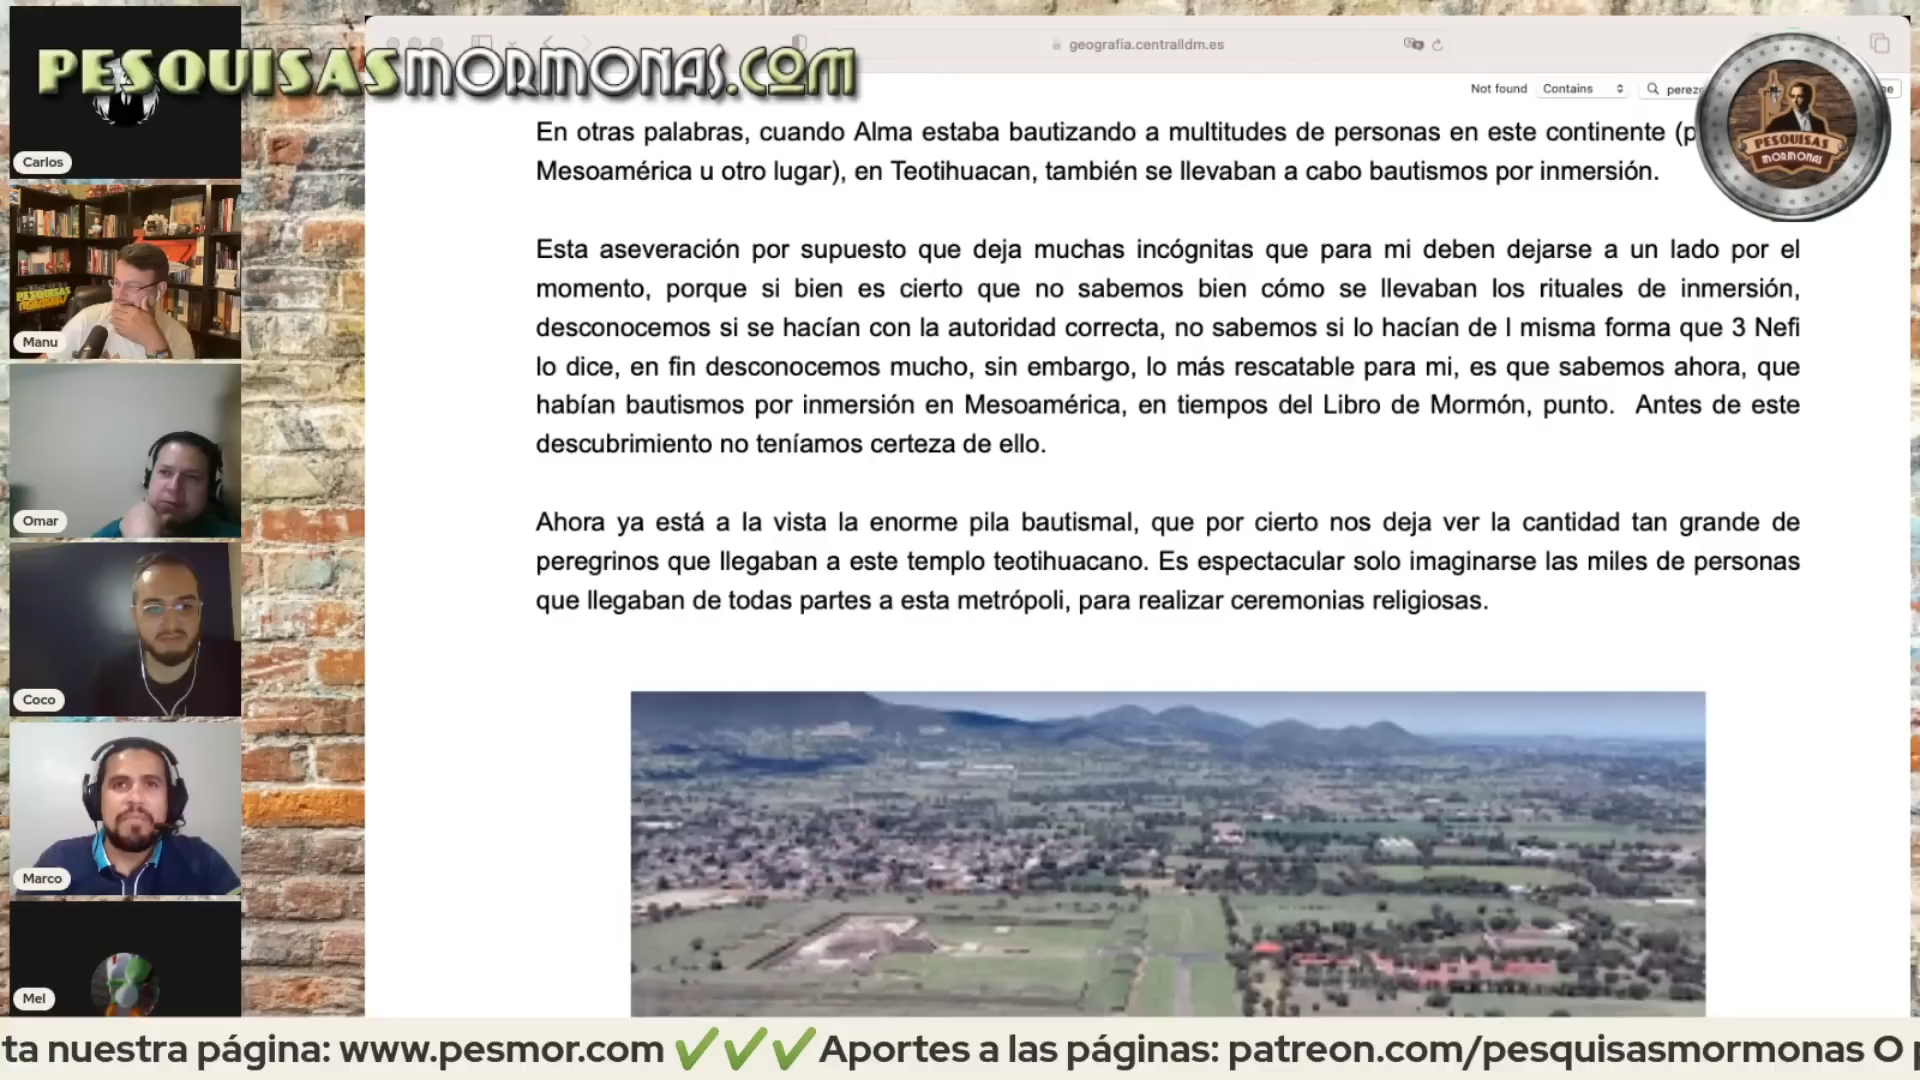 PESQUISASMORMONAS.COM
geografia.centralldm.es
Not found
Contains
PESQUISAS
MORMONAS
En otras palabras, cuando Alma estaba bautizando a multitudes de personas en este continente
Mesoamérica u otro lugar), en Teotihuacan, también se llevaban a cabo bautismos por inmersión.
Esta aseveración por supuesto que deja muchas incógnitas que para mi deben dejarse a un lado por el
momento, porque si bien es cierto que no sabemos bien cómo se llevaban los rituales de inmersión,
desconocemos si se hacían con la autoridad correcta, no sabemos si lo hacían de l misma forma que 3 Nefi
lo dice, en fin desconocemos mucho, sin embargo, lo más rescatable para mi, es que sabemos ahora, que
habían bautismos por inmersión en Mesoamérica, en tiempos del Libro de Mormón, punto. Antes de este
descubrimiento no teníamos certeza de ello.
Ahora ya está a la vista la enorme pila bautismal, que por cierto nos deja ver la cantidad tan grande de
peregrinos que llegaban a este templo teotihuacano. Es espectacular solo imaginarse las miles de personas
que llegaban de todas partes a esta metrópoli, para realizar ceremonias religiosas.
Carlos
Manu
Omar
Coco
Marco
Mel
ta nuestra página: www.pesmor.com ✔✔✔ Aportes a las páginas: patreon.com/pesquisasmormonas O